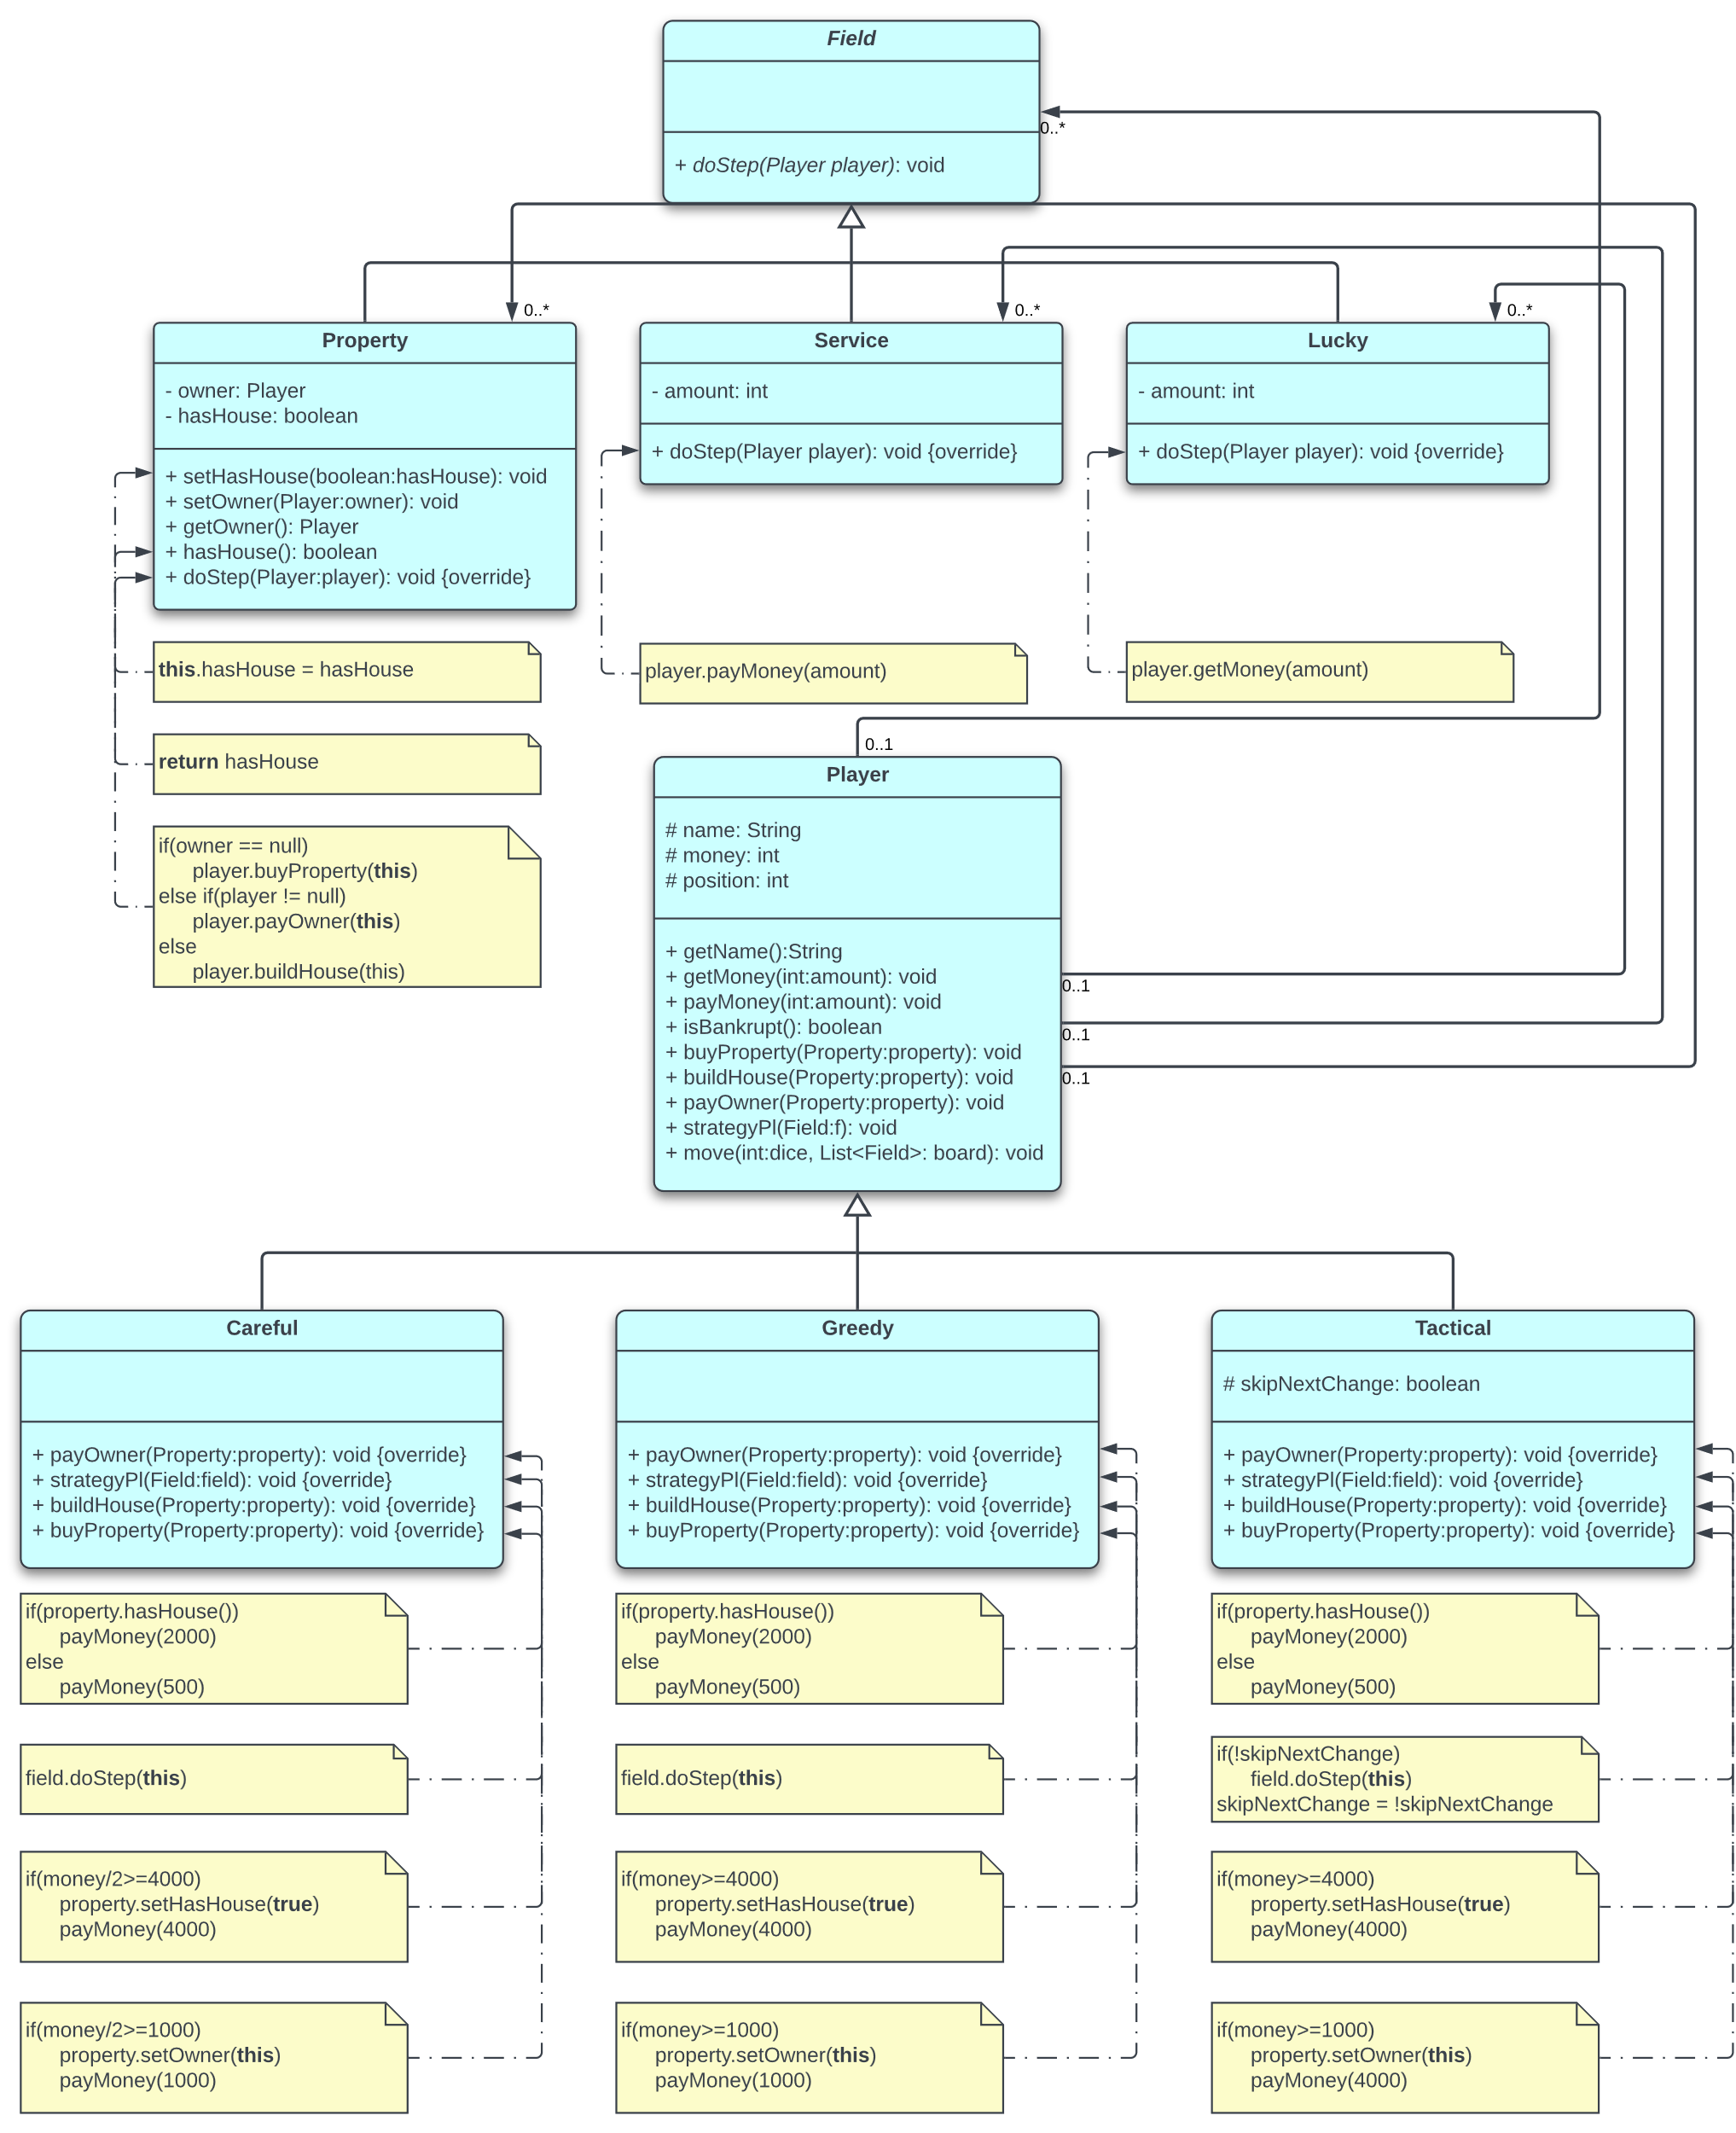 Field
0..*
+ doStep(Player player): void
0..*
0..*
0..*
Property
- owner: Player
- hasHouse: boolean
+ setHasHouse(boolean:hasHouse): void
+ setOwner(Player:owner): void
+ getOwner(): Player
+ hasHouse(): boolean
+ doStep(Player:player): void {override}
Service
- amount: int
+ doStep(Player player): void {override}
Lucky
- amount: int
+ doStep(Player player): void {override}
this.hasHouse = hasHouse
player.payMoney(amount)
player.getMoney(amount)
return hasHouse
if(owner == null)
player.buyProperty(this)
else if(player != null)
player.payOwner(this)
else
player.buildHouse(this)
0..1
Player
# name: String
# money: int
# position: int
+ getName():String
+ getMoney(int:amount): void
+ payMoney(int:amount): void
+ isBankrupt(): boolean
+ buyProperty(Property:property): void
+ buildHouse(Property:property): void
+ payOwner(Property:property): void
+ strategyPl(Field:f): void
+ move(int:dice, List<Field>: board): void
0..1
0..1
0..1
Careful
+ payOwner(Property:property): void {override}
+ strategyPl(Field:field): void {override}
+ buildHouse(Property:property): void {override}
+ buyProperty(Property:property): void {override}
if(property.hasHouse())
payMoney(2000)
else
payMoney(500)
field.doStep(this)
if(money/2>=4000)
property.setHasHouse(true)
payMoney(4000)
if(money/2>=1000)
property.setOwner(this)
payMoney(1000)
Greedy
+ payOwner(Property:property): void {override}
+ strategyPl(Field:field): void {override}
+ buildHouse(Property:property): void {override}
+ buyProperty(Property:property): void {override}
if(property.hasHouse())
payMoney(2000)
else
payMoney(500)
field.doStep(this)
if(money>=4000)
property.setHasHouse(true)
payMoney(4000)
if(money>=1000)
property.setOwner(this)
payMoney(1000)
Tactical
# skipNextChange: boolean
+ payOwner(Property:property): void {override}
+ strategyPl(Field:field): void {override}
+ buildHouse(Property:property): void {override}
+ buyProperty(Property:property): void {override}
if(property.hasHouse())
payMoney(2000)
else
payMoney(500)
if(!skipNextChange)
field.doStep(this)
skipNextChange = !skipNextChange
if(money>=4000)
property.setHasHouse(true)
payMoney(4000)
if(money>=1000)
property.setOwner(this)
payMoney(4000)